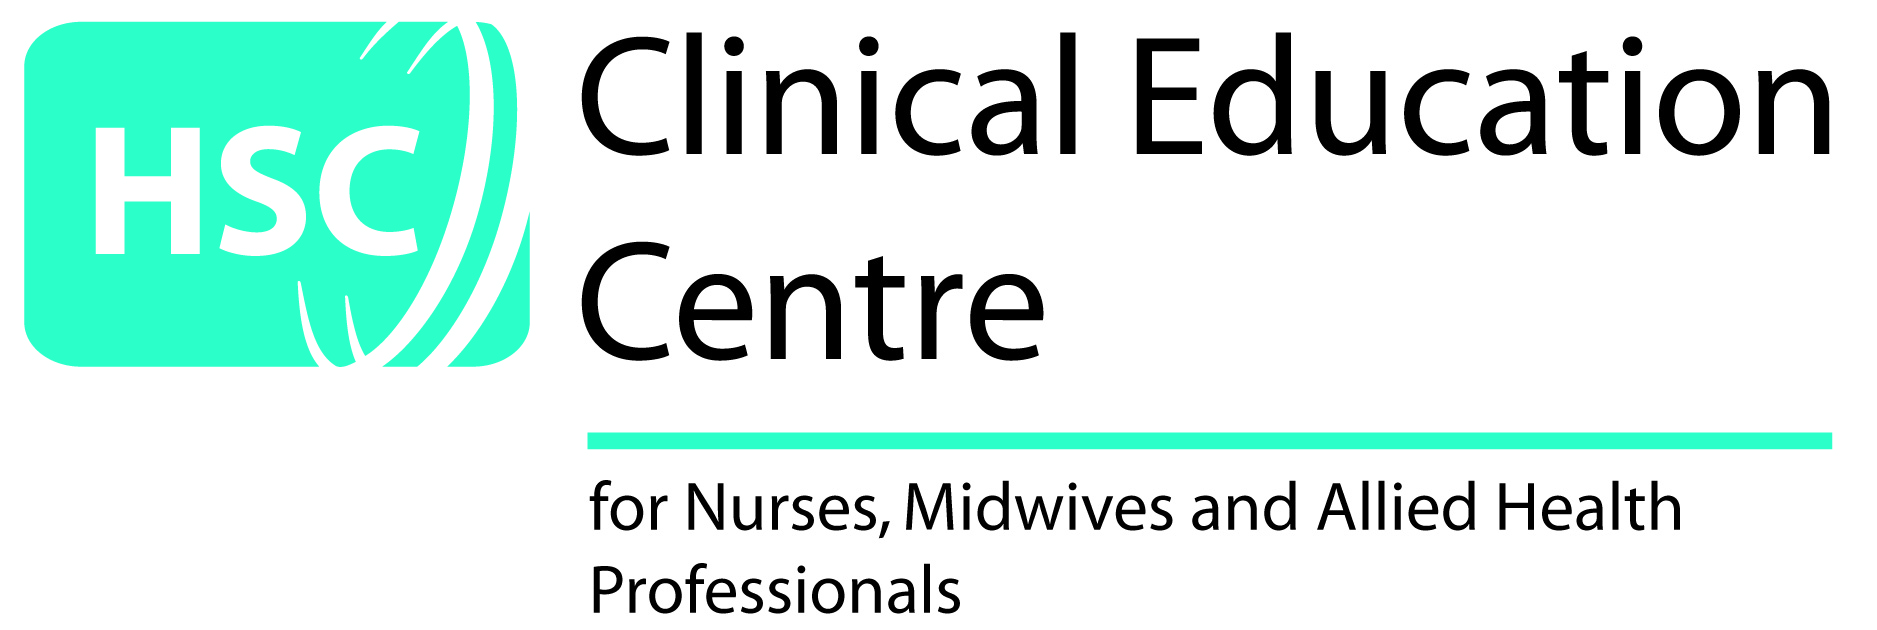 HSC
Clinical Education
Centre
for Nurses, Midwives and Allied Health
Professionals